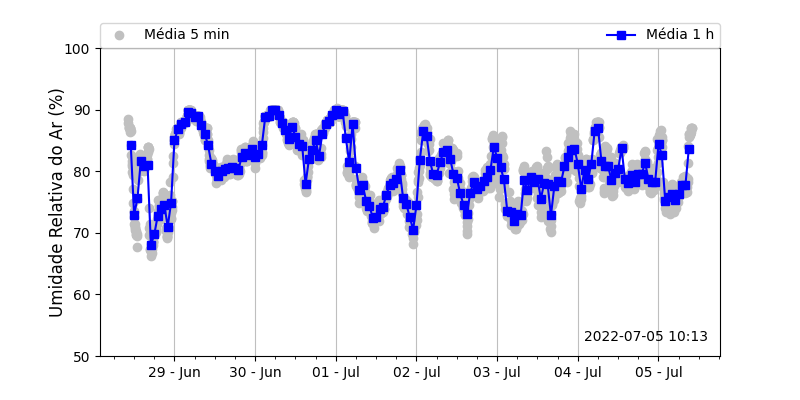 Média 5 min
Média 1 h
Umidade Relativa do Ar (%)
100
90
80
70
60
50
2022-07-05 10:13
29 - Jun
30 - Jun
01 - Jul
02 - Jul
03 - Jul
04 - Jul
05 - Jul